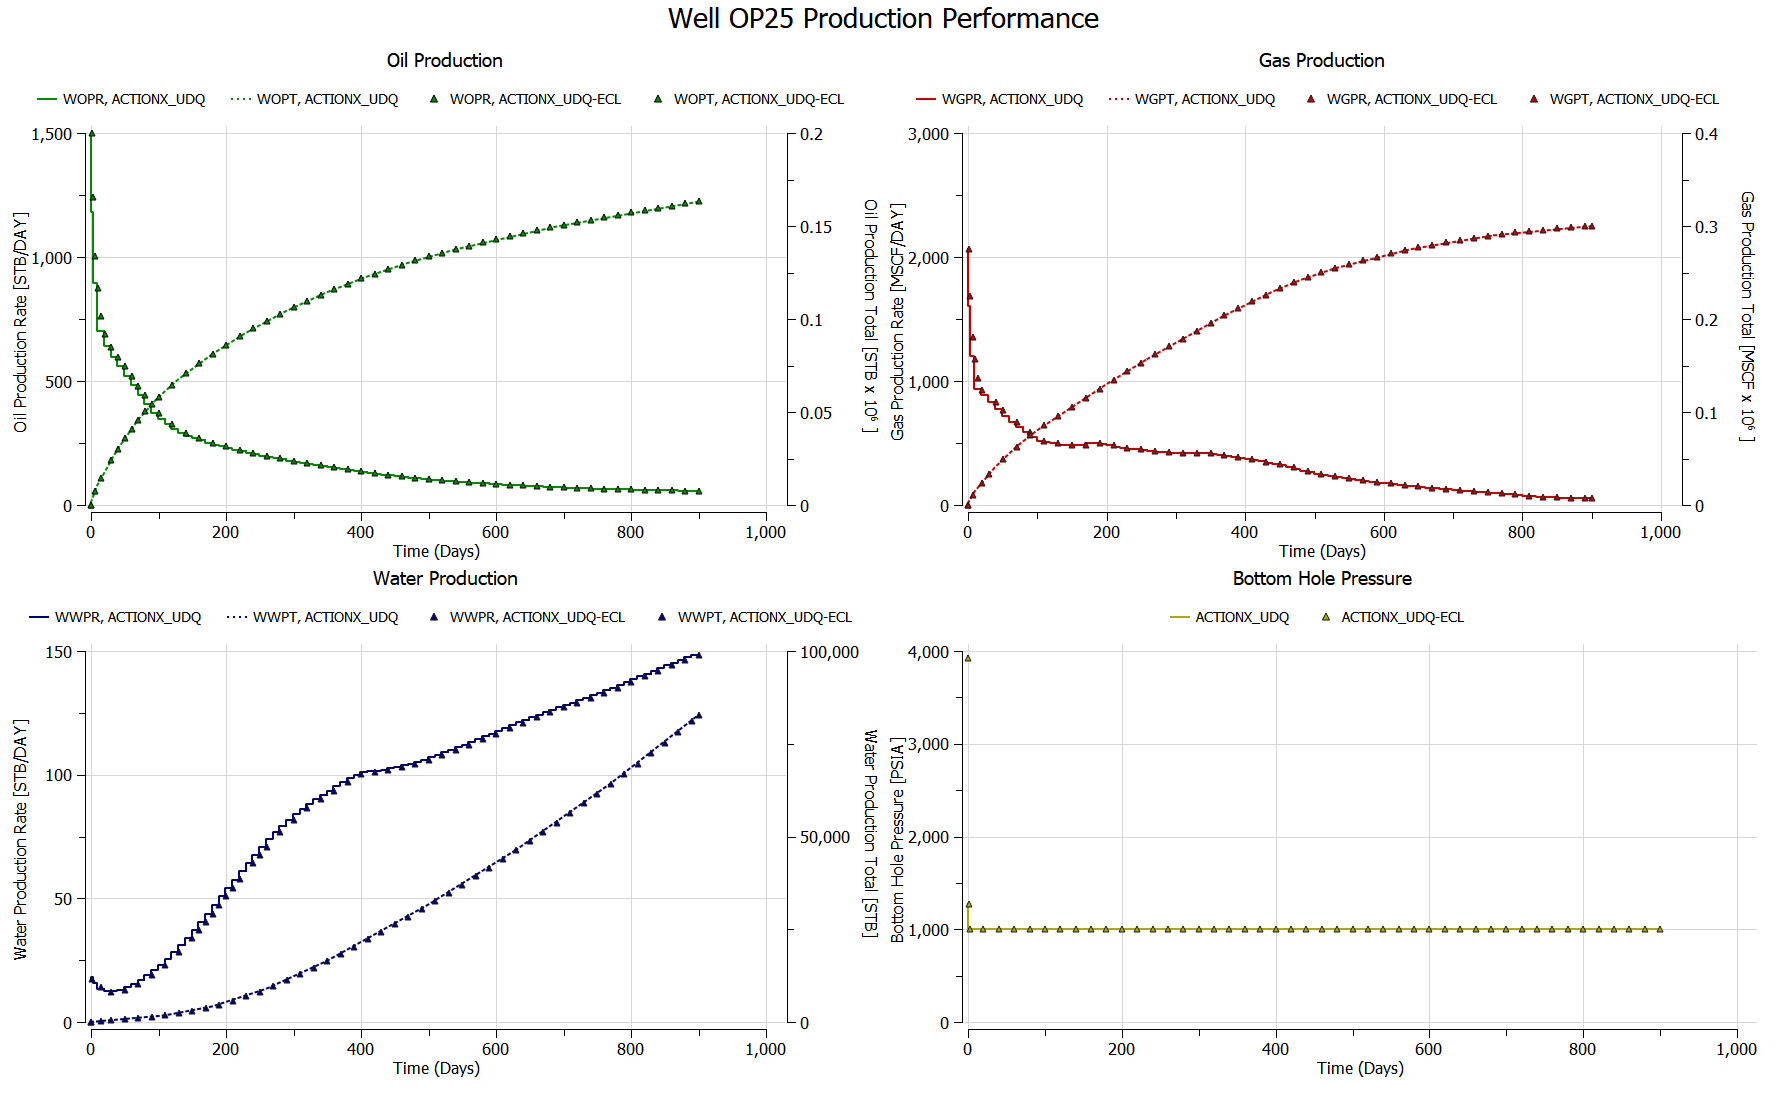 Well OP25 Production Performance
Oil Production
WOPR, ACTIONX_UDQ WOPT, ACTIONX_UDQ WOPR, ACTIONX_UDQ-ECL WOPT, ACTIONX_UDQ-ECL
Oil Production Rate [STB/DAY]
1,500
1,000
500
0
0.2
0.15
0.1
0.05
0
Oil Production Total [STB x 10⁶ ]
0 200 400 600 800 1,000
Time (Days)
Gas Production
WGPR, ACTIONX_UDQ WGPT, ACTIONX_UDQ WGPR, ACTIONX_UDQ-ECL WGPT, ACTIONX_UDQ-ECL
Gas Production Rate [MSCF/DAY]
3,000
2,000
1,000
0
0.4
0.3
0.2
0.1
0
Gas Production Total [MSCF x 10⁶ ]
0 200 400 600 800 1,000
Time (Days)
Water Production
WWPR, ACTIONX_UDQ WWPT, ACTIONX_UDQ WWPR, ACTIONX_UDQ-ECL WWPT, ACTIONX_UDQ-ECL
Water Production Rate [STB/DAY]
150
100
50
0
100,000
50,000
0
Water Production Total [STB]
0 200 400 600 800 1,000
Time (Days)
Bottom Hole Pressure
ACTIONX_UDQ ACTIONX_UDQ-ECL
Bottom Hole Pressure [PSIA]
4,000
3,000
2,000
1,000
0
0 200 400 600 800 1,000
Time (Days)